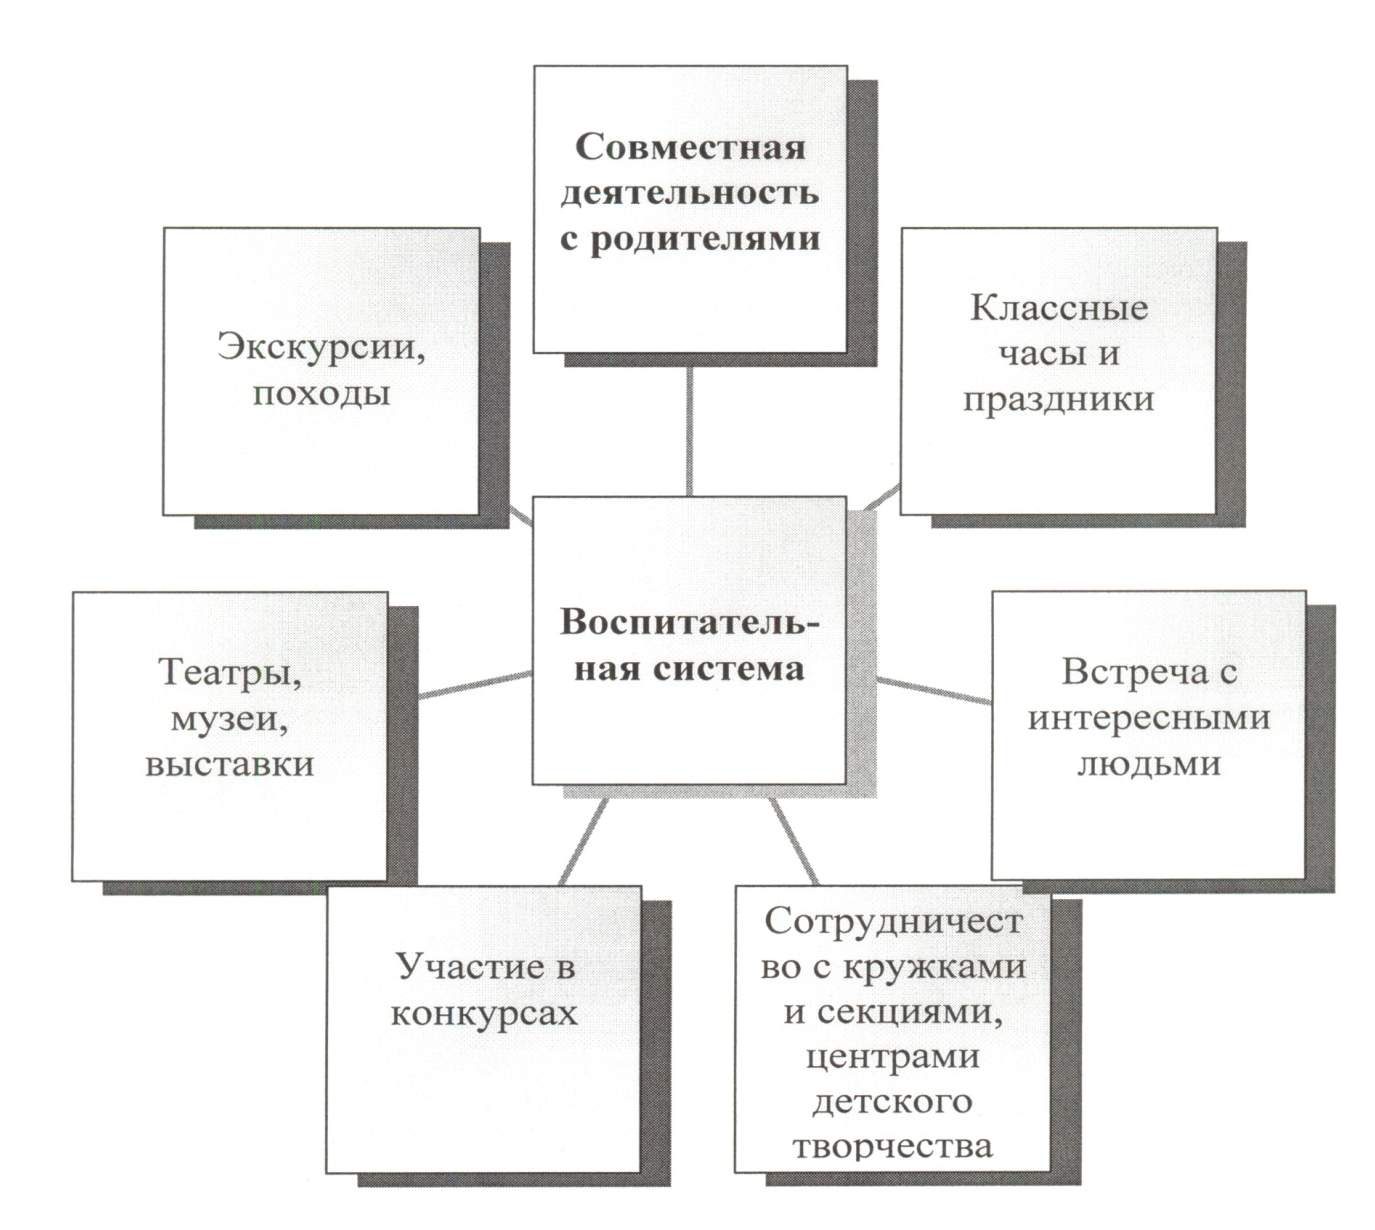 Совместная
деятельность
с родителями
Экскурсии,
походы
Классные
часы и
праздники
Воспитатель-
ная система
Театры,
музеи,
выставки
Встреча с
интересными
людьми
Участие в
конкурсах
Сотрудничест
во с кружками
и секциями,
центрами
детского
творчества